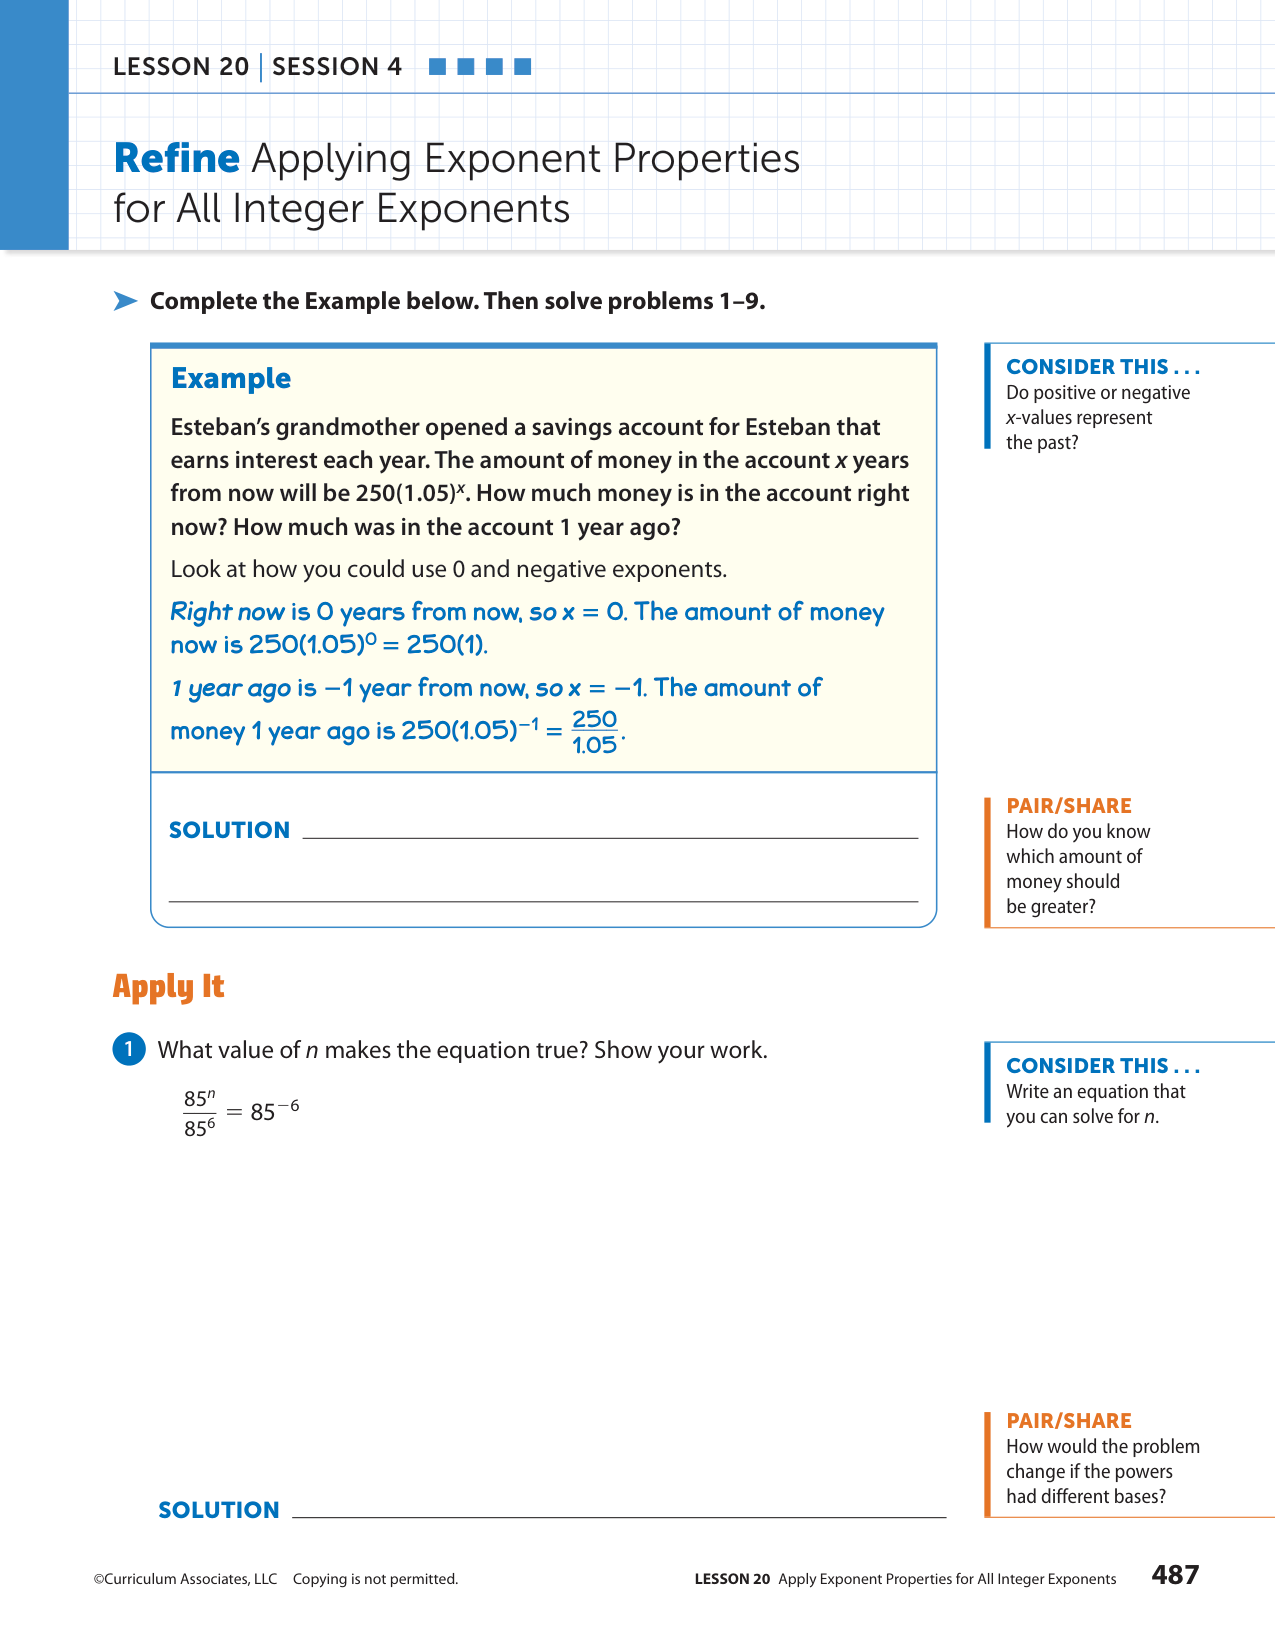 LESSON 20 | SESSION 4
Refine Applying Exponent Properties
for All Integer Exponents
➤ Complete the Example below. Then solve problems 1–9.
Example
Esteban’s grandmother opened a savings account for Esteban that
earns interest each year. The amount of money in the account x years
from now will be 250(1.05)ˣ. How much money is in the account right
now? How much was in the account 1 year ago?
Look at how you could use 0 and negative exponents.
Right now is 0 years from now, so x = 0. The amount of money
now is 250(1.05)⁰ = 250(1).
1 year ago is −1 year from now, so x = −1. The amount of
money 1 year ago is 250(1.05)⁻¹ = 250/1.05.
SOLUTION
CONSIDER THIS . . .
Do positive or negative
x-values represent
the past?
PAIR/SHARE
How do you know
which amount of
money should
be greater?
Apply It
1 What value of n makes the equation true? Show your work.
85ⁿ/85⁶ = 85⁻⁶
SOLUTION
CONSIDER THIS . . .
Write an equation that
you can solve for n.
PAIR/SHARE
How would the problem
change if the powers
had different bases?
©Curriculum Associates, LLC Copying is not permitted.
LESSON 20 Apply Exponent Properties for All Integer Exponents 487